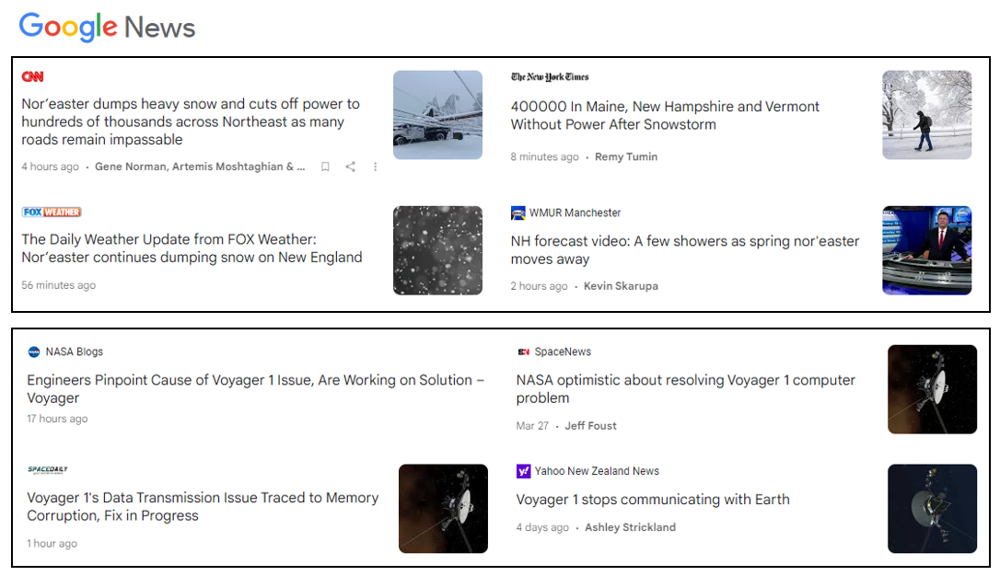 Google News
CNN
Nor'easter dumps heavy snow and cuts off power to
hundreds of thousands across Northeast as many
roads remain impassable
4 hours ago · Gene Norman, Artemis Moshtaghian & ...
The New York Times
400000 In Maine, New Hampshire and Vermont
Without Power After Snowstorm
8 minutes ago · Remy Tumin
FOX WEATHER
The Daily Weather Update from FOX Weather:
Nor'easter continues dumping snow on New England
56 minutes ago
WMUR Manchester
NH forecast video: A few showers as spring nor'easter
moves away
2 hours ago · Kevin Skarupa
NASA Blogs
Engineers Pinpoint Cause of Voyager 1 Issue, Are Working on Solution –
Voyager
17 hours ago
SN SpaceNews
NASA optimistic about resolving Voyager 1 computer
problem
Mar 27 · Jeff Foust
SPACEDAILY
Voyager 1's Data Transmission Issue Traced to Memory
Corruption, Fix in Progress
1 hour ago
y! Yahoo New Zealand News
Voyager 1 stops communicating with Earth
4 days ago · Ashley Strickland